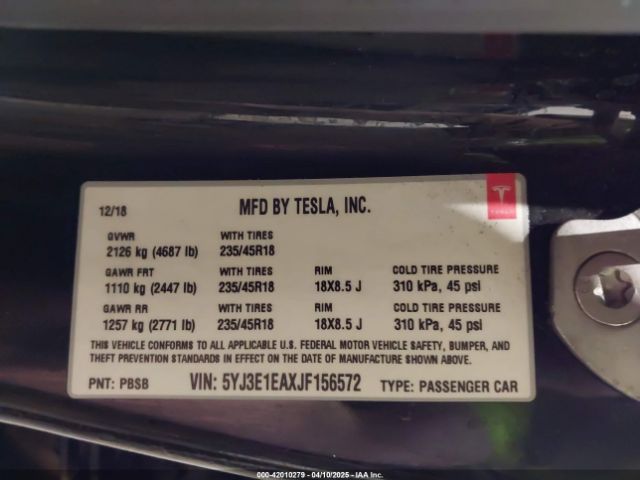 12/18 MFD BY TESLA, INC.
TESLA
GVWR WITH TIRES
2126 kg (4687 lb) 235/45R18
GAWR FRT WITH TIRES RIM COLD TIRE PRESSURE
1110 kg (2447 lb) 235/45R18 18X8.5 J 310 kPa, 45 psi
GAWR RR WITH TIRES RIM COLD TIRE PRESSURE
1257 kg (2771 lb) 235/45R18 18X8.5 J 310 kPa, 45 psi
THIS VEHICLE CONFORMS TO ALL APPLICABLE U.S. FEDERAL MOTOR VEHICLE SAFETY, BUMPER, AND
THEFT PREVENTION STANDARDS IN EFFECT ON THE DATE OF MANUFACTURE SHOWN ABOVE.
PNT: PBSB VIN: 5YJ3E1EAXJF156572 TYPE: PASSENGER CAR
000-42010279 - 04/10/2025 - IAA Inc.